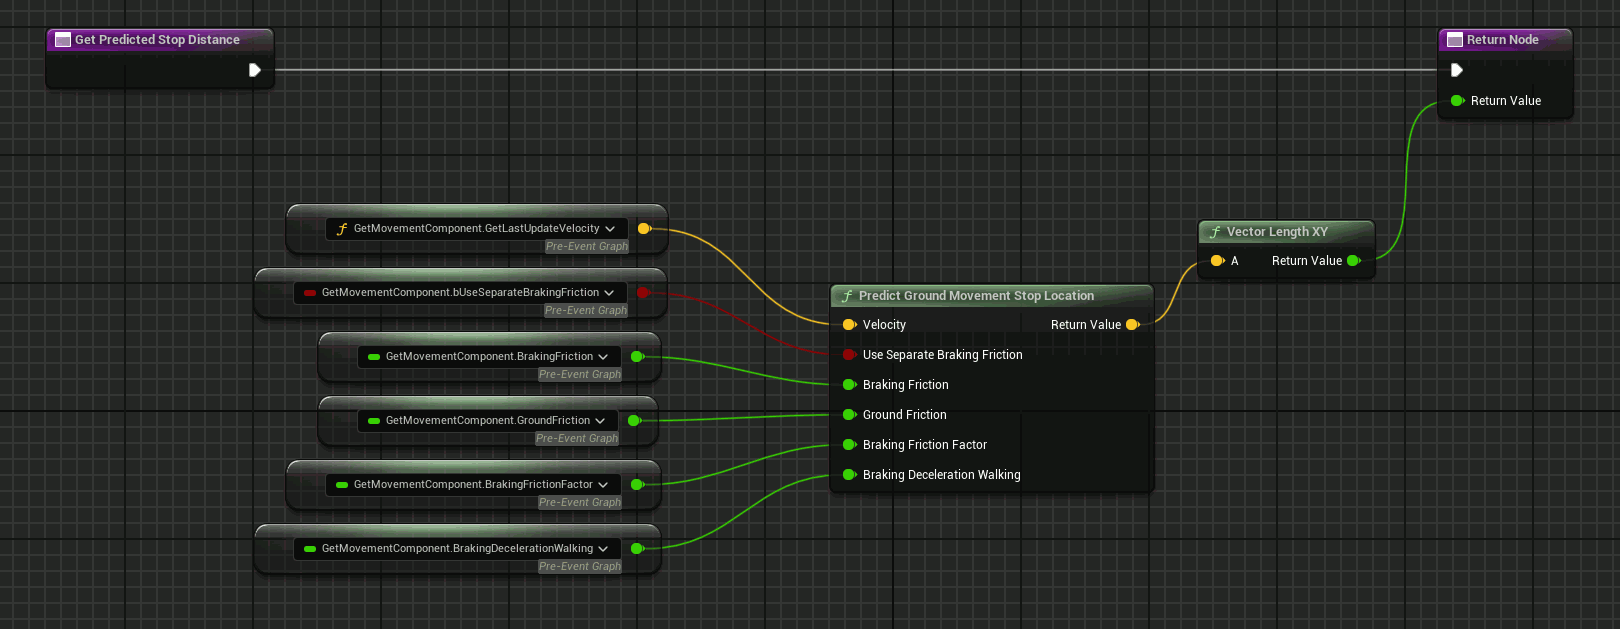 Get Predicted Stop Distance
Return Node
Return Value
GetMovementComponent.GetLastUpdateVelocity
Pre-Event Graph
GetMovementComponent.bUseSeparateBrakingFriction
Pre-Event Graph
GetMovementComponent.BrakingFriction
Pre-Event Graph
GetMovementComponent.GroundFriction
Pre-Event Graph
GetMovementComponent.BrakingFrictionFactor
Pre-Event Graph
GetMovementComponent.BrakingDecelerationWalking
Pre-Event Graph
Predict Ground Movement Stop Location
Velocity Return Value
Use Separate Braking Friction
Braking Friction
Ground Friction
Braking Friction Factor
Braking Deceleration Walking
Vector Length XY
A Return Value